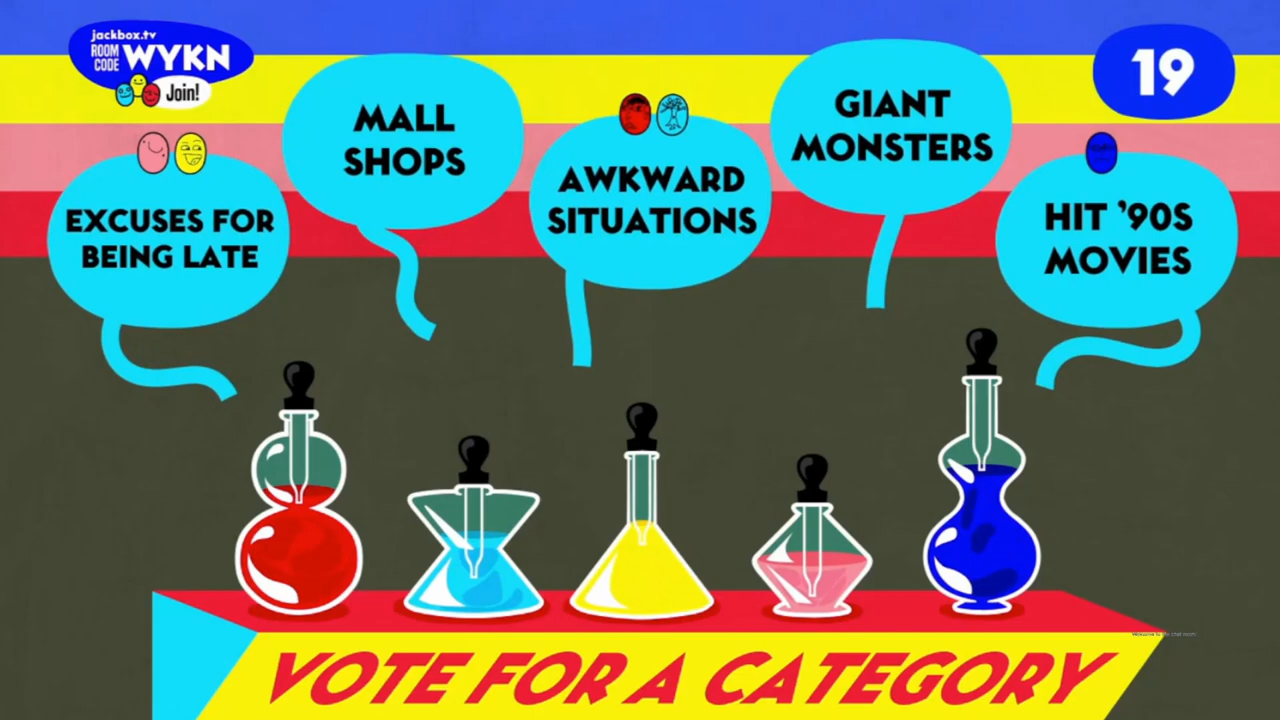 jackbox.tv
ROOM
CODE
WYKN
Join!
19
EXCUSES FOR
BEING LATE
MALL
SHOPS
AWKWARD
SITUATIONS
GIANT
MONSTERS
HIT ’90S
MOVIES
VOTE FOR A CATEGORY